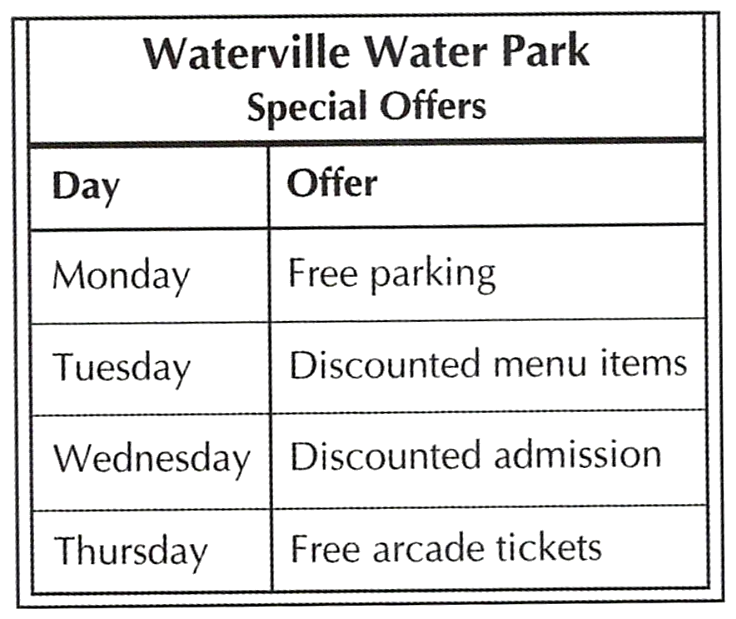 Waterville Water Park
Special Offers
Day Offer
Monday Free parking
Tuesday Discounted menu items
Wednesday Discounted admission
Thursday Free arcade tickets